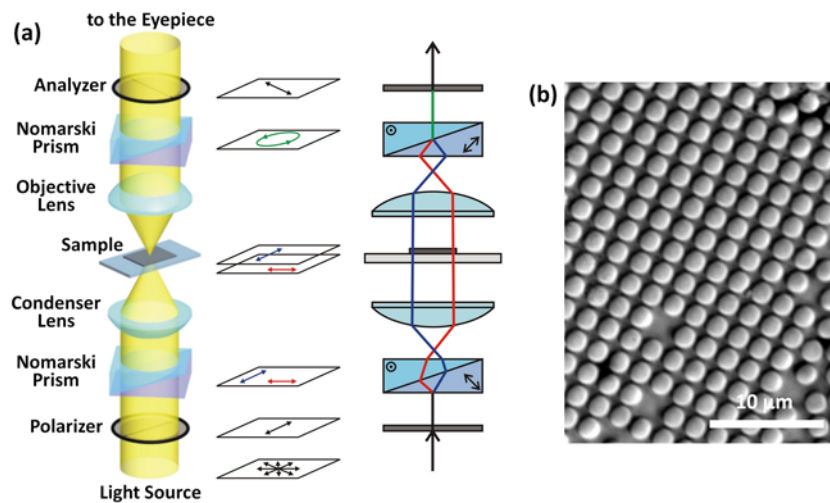 to the Eyepiece
(a)
Analyzer
Nomarski
Prism
Objective
Lens
Sample
Condenser
Lens
Nomarski
Prism
Polarizer
Light Source
(b)
10 μm